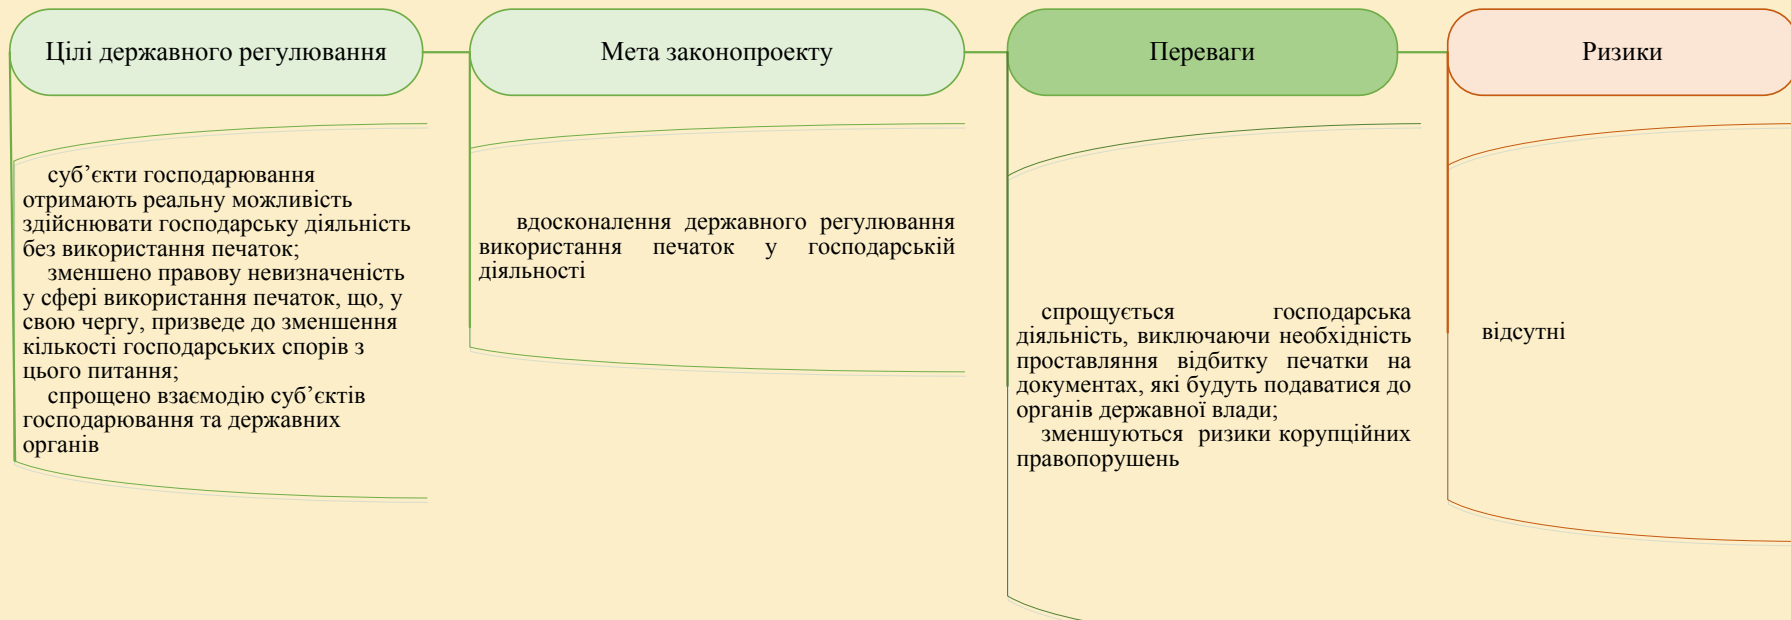 Цілі державного регулювання
суб’єкти господарювання
отримають реальну можливість
здійснювати господарську діяльність
без використання печаток;
зменшено правову невизначеність
у сфері використання печаток, що, у
свою чергу, призведе до зменшення
кількості господарських спорів з
цього питання;
спрощено взаємодію суб’єктів
господарювання та державних
органів
Мета законопроекту
вдосконалення державного регулювання
використання печаток у господарській
діяльності
Переваги
спрощується господарська
діяльність, виключаючи необхідність
проставляння відбитку печатки на
документах, які будуть подаватися до
органів державної влади;
зменшуються ризики корупційних
правопорушень
Ризики
відсутні